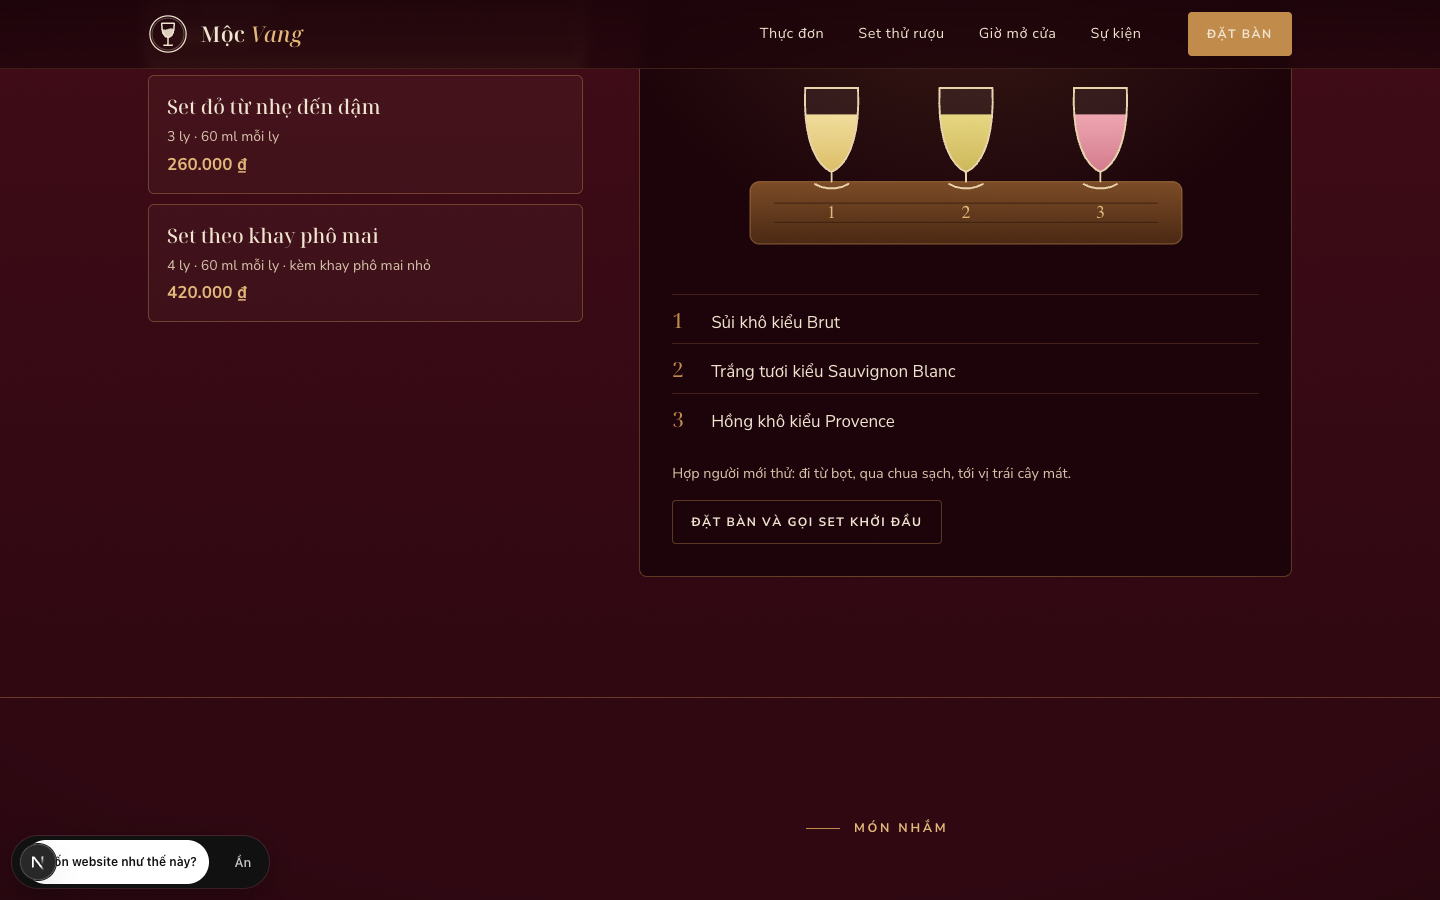 Mộc Vang
Thực đơn
Set thử rượu
Giờ mở cửa
Sự kiện
ĐẶT BÀN
Set đỏ từ nhẹ đến đậm
3 ly · 60 ml mỗi ly
260.000 ₫
Set theo khay phô mai
4 ly · 60 ml mỗi ly · kèm khay phô mai nhỏ
420.000 ₫
1 2 3
1 Sủi khô kiểu Brut
2 Trắng tươi kiểu Sauvignon Blanc
3 Hồng khô kiểu Provence
Hợp người mới thử: đi từ bọt, qua chua sạch, tới vị trái cây mát.
ĐẶT BÀN VÀ GỌI SET KHỞI ĐẦU
MÓN NHẮM
N
website như thế này?
Ẩn